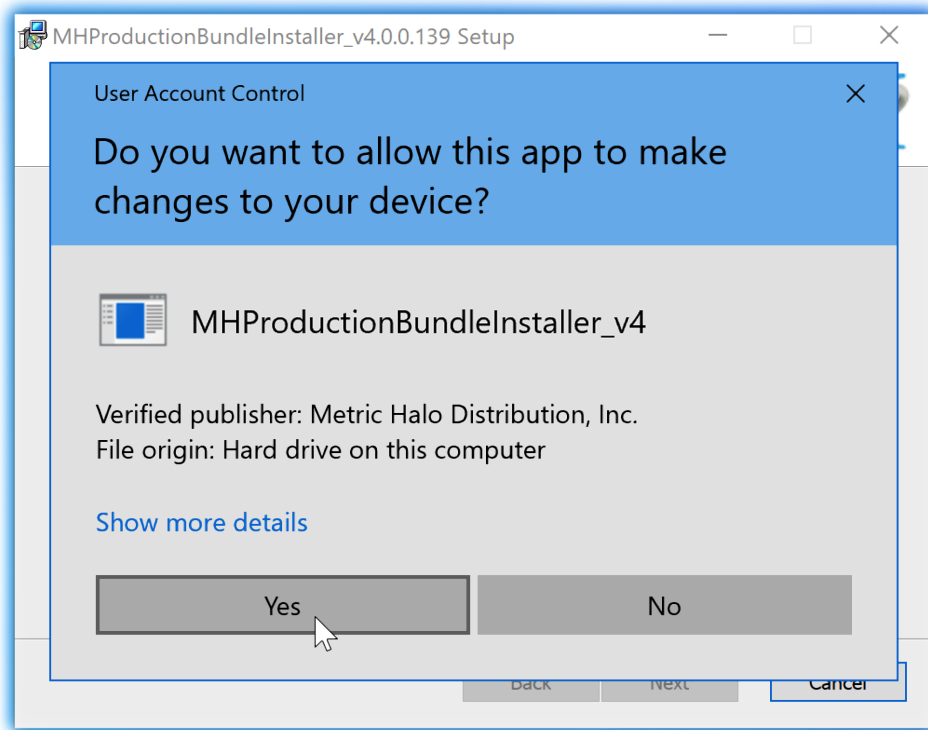 MHProductionBundleInstaller_v4.0.0.139 Setup
User Account Control
Do you want to allow this app to make
changes to your device?
MHProductionBundleInstaller_v4
Verified publisher: Metric Halo Distribution, Inc.
File origin: Hard drive on this computer
Show more details
Yes No
Back Next Cancel